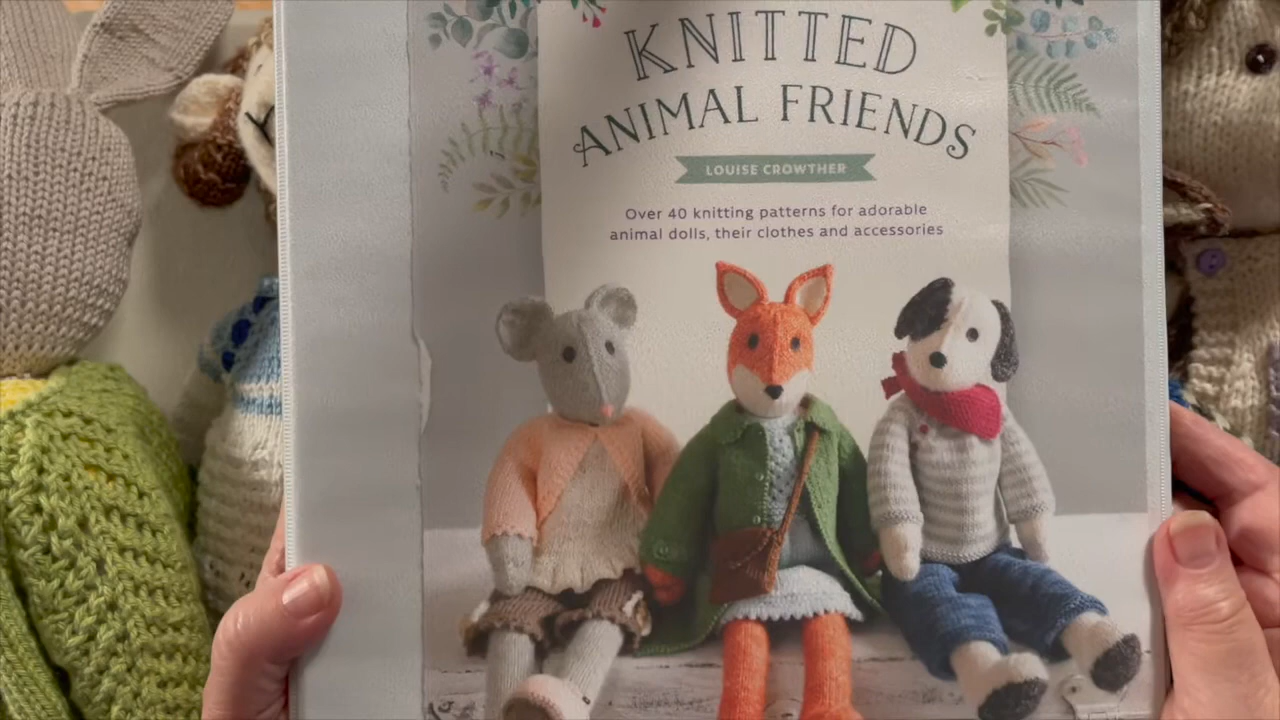 KNITTED
ANIMAL FRIENDS
LOUISE CROWTHER
Over 40 knitting patterns for adorable
animal dolls, their clothes and accessories